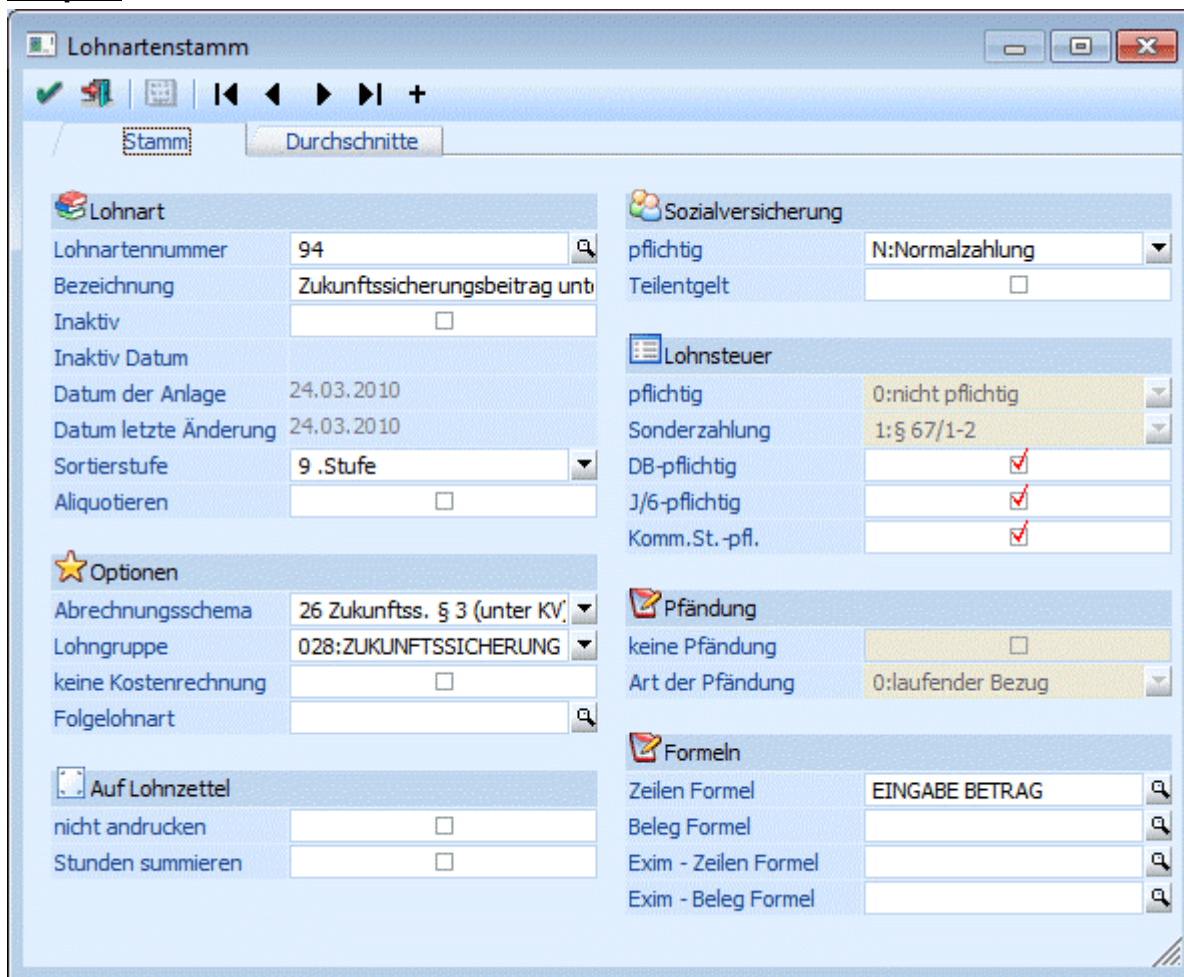 Lohnartenstamm
Stamm
Durchschnitte
Lohnart
Lohnartennummer 94
Bezeichnung Zukunftssicherungsbeitrag
Inaktiv
Inaktiv Datum
Datum der Anlage 24.03.2010
Datum letzte Änderung 24.03.2010
Sortierstufe 9 .Stufe
Aliquotieren
Optionen
Abrechnungsschema 26 Zukunftss. § 3 (unter KV)
Lohngruppe 028:ZUKUNFTSSICHERUNG
keine Kostenrechnung
Folgelohnart
Auf Lohnzettel
nicht andrucken
Stunden summieren
Sozialversicherung
pflichtig N:Normalzahlung
Teilentgelt
Lohnsteuer
pflichtig 0:nicht pflichtig
Sonderzahlung 1:§ 67/1-2
DB-pflichtig
J/6-pflichtig
Komm.St.-pfl.
Pfändung
keine Pfändung
Art der Pfändung 0:laufender Bezug
Formeln
Zeilen Formel EINGABE BETRAG
Beleg Formel
Exim - Zeilen Formel
Exim - Beleg Formel